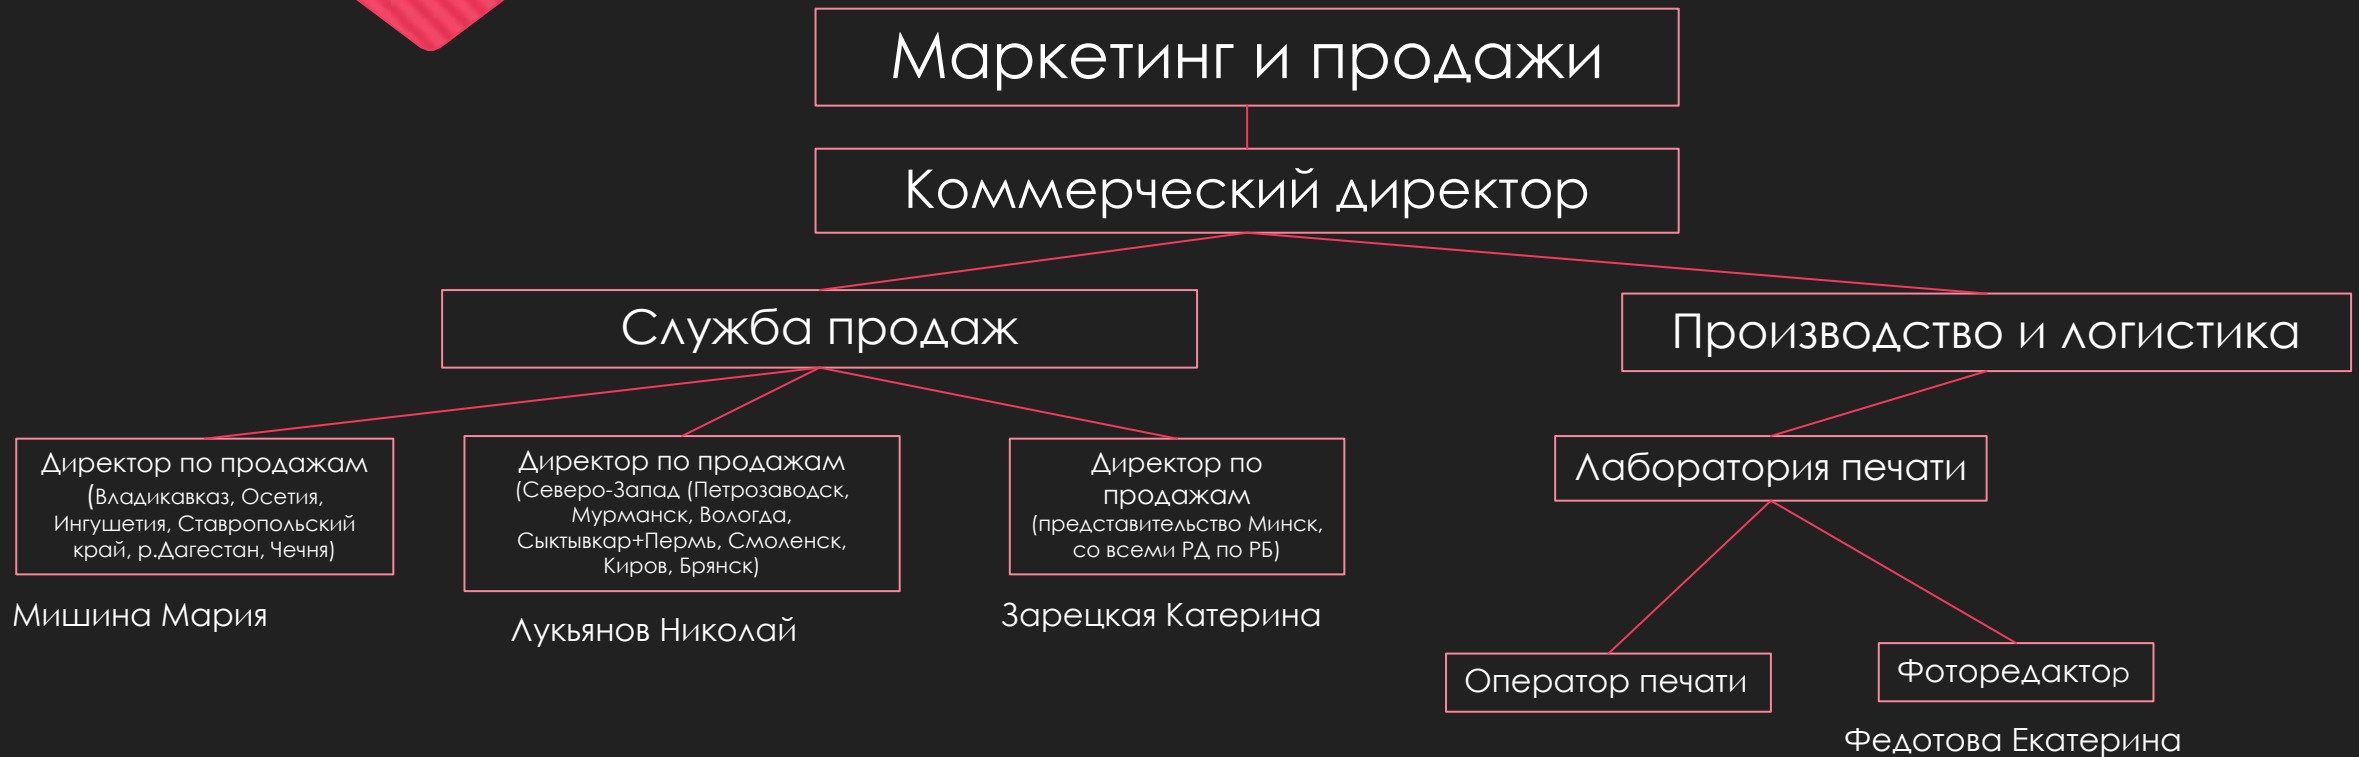 Маркетинг и продажи
Коммерческий директор
Служба продаж
Производство и логистика
Директор по продажам
(Владикавказ, Осетия,
Ингушетия, Ставропольский
край, р.Дагестан, Чечня)
Мишина Мария
Директор по продажам
(Северо-Запад (Петрозаводск,
Мурманск, Вологда,
Сыктывкар+Пермь, Смоленск,
Киров, Брянск)
Лукьянов Николай
Директор по
продажам
(представительство Минск,
со всеми РД по РБ)
Зарецкая Катерина
Лаборатория печати
Оператор печати
Фоторедактор
Федотова Екатерина